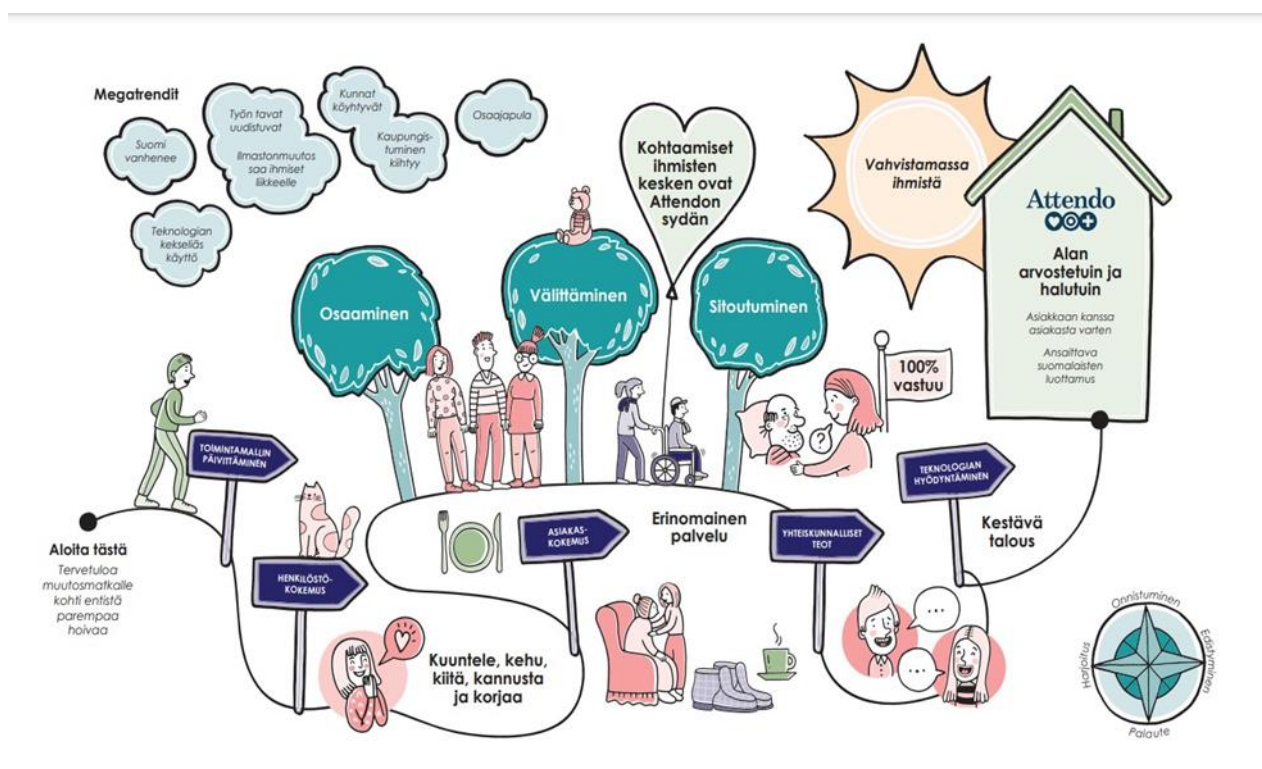 Megatrendit
Suomi
vanhenee
Työn tavat
uudistuvat
Ilmastonmuutos
saa ihmiset
liikkeelle
Kunnat
köyhtyvät
Kaupungis-
tuminen
kiihtyy
Osaajapula
Teknologian
kekseliäs
käyttö
Kohtaamiset
ihmisten
kesken ovat
Attendon
sydän
Vahvistamassa
ihmistä
Attendo
Alan
arvostetuin ja
halutuin
Asiakkaan kanssa
asiakasta varten
Ansaittava
suomalaisten
luottamus
Osaaminen
Välittäminen
Sitoutuminen
100%
vastuu
?
Aloita tästä
Tervetuloa
muutosmatkalle
kohti entistä
parempaa
hoivaa
TOIMINTAMALLIN
PÄIVITTÄMINEN
HENKILÖSTÖ-
KOKEMUS
Kuuntele, kehu,
kiitä, kannusta
ja korjaa
ASIAKAS-
KOKEMUS
Erinomainen
palvelu
YHTEISKUNNALLISET
TEOT
...
...
TEKNOLOGIAN
HYÖDYNTÄMINEN
Kestävä
talous
Onnistuminen
Edistyminen
Palaute
Harjoitus